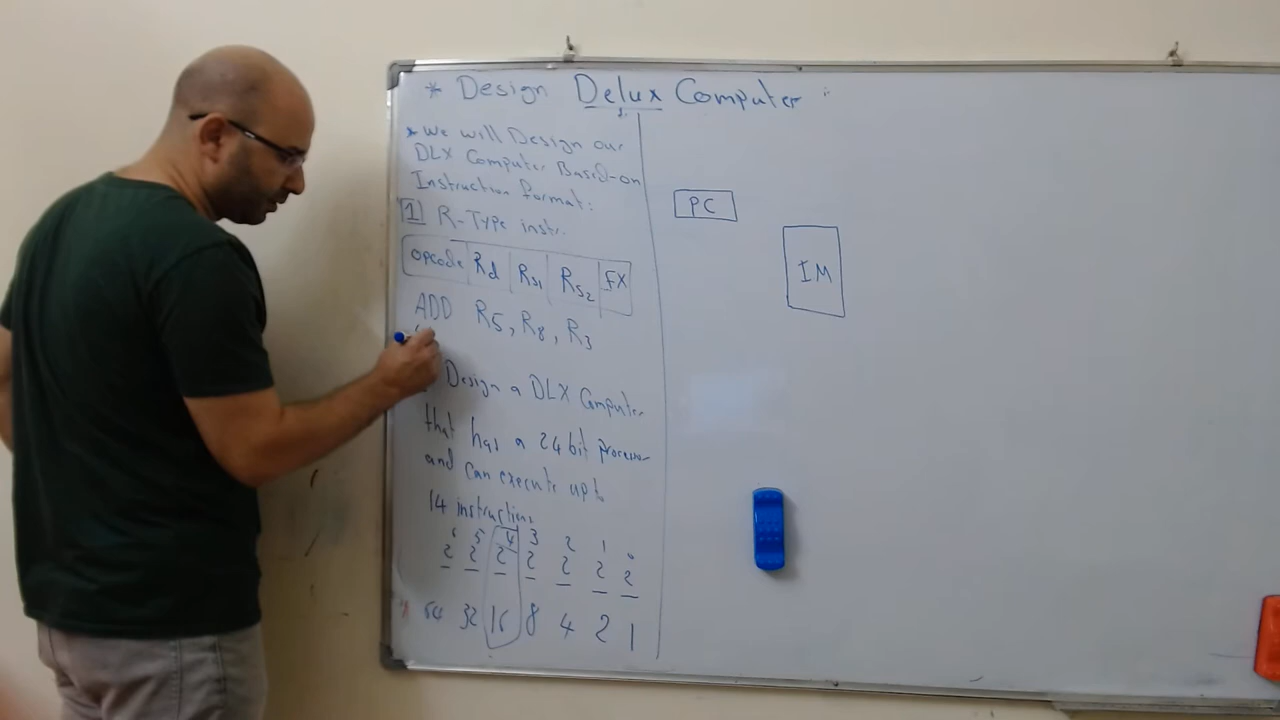 * Design Delux Computer :
* We will Design our
DLX Computer Based-on
Instruction format:
1 R-Type instr.
opcode Rd Rs1 Rs2 FX
ADD R5, R8, R3
Design a DLX Computer
that has a 24 bit processor
and can execute up to
14 instructions
6 5 4 3 2 1 0
2 2 2 2 2 2 2
64 32 16 8 4 2 1
PC
IM